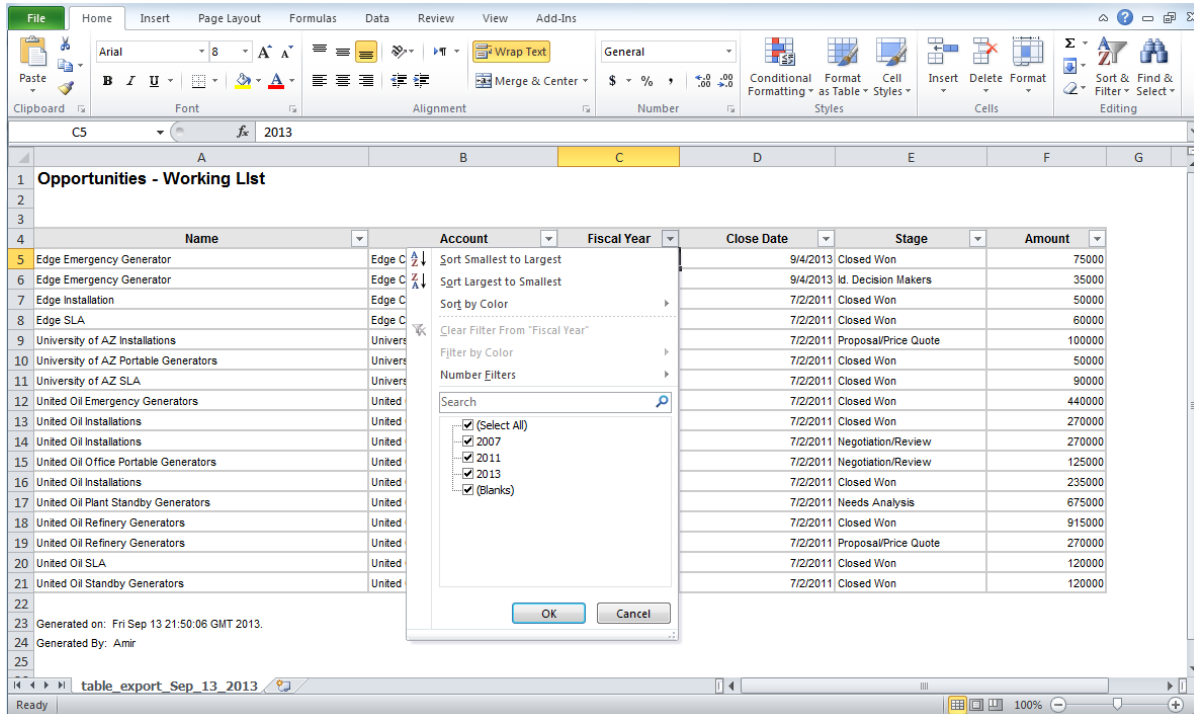 File Home Insert Page Layout Formulas Data Review View Add-Ins
Arial 8 A A Wrap Text General Σ
Paste B I U A Merge & Center $ % , .0 .00 .00 .0 Conditional Formatting Format as Table Cell Styles Insert Delete Format Sort & Filter Find & Select
Clipboard Font Alignment Number Styles Cells Editing
C5 fx 2013
A B C D E F G
1 Opportunities - Working LIst
2
3
4 Name Account Fiscal Year Close Date Stage Amount
5 Edge Emergency Generator Edge C 9/4/2013 Closed Won 75000
6 Edge Emergency Generator Edge C 9/4/2013 Id. Decision Makers 35000
7 Edge Installation Edge C 7/2/2011 Closed Won 50000
8 Edge SLA Edge C 7/2/2011 Closed Won 60000
9 University of AZ Installations Univers 7/2/2011 Proposal/Price Quote 100000
10 University of AZ Portable Generators Univers 7/2/2011 Closed Won 50000
11 University of AZ SLA Univers 7/2/2011 Closed Won 90000
12 United Oil Emergency Generators United 7/2/2011 Closed Won 440000
13 United Oil Installations United 7/2/2011 Closed Won 270000
14 United Oil Installations United 7/2/2011 Negotiation/Review 270000
15 United Oil Office Portable Generators United 7/2/2011 Negotiation/Review 125000
16 United Oil Installations United 7/2/2011 Closed Won 235000
17 United Oil Plant Standby Generators United 7/2/2011 Needs Analysis 675000
18 United Oil Refinery Generators United 7/2/2011 Closed Won 915000
19 United Oil Refinery Generators United 7/2/2011 Proposal/Price Quote 270000
20 United Oil SLA United 7/2/2011 Closed Won 120000
21 United Oil Standby Generators United 7/2/2011 Closed Won 120000
22
23 Generated on: Fri Sep 13 21:50:06 GMT 2013.
24 Generated By: Amir
25
Sort Smallest to Largest
Sort Largest to Smallest
Sort by Color
Clear Filter From "Fiscal Year"
Filter by Color
Number Filters
Search
(Select All)
2007
2011
2013
(Blanks)
OK Cancel
table_export_Sep_13_2013
Ready 100%